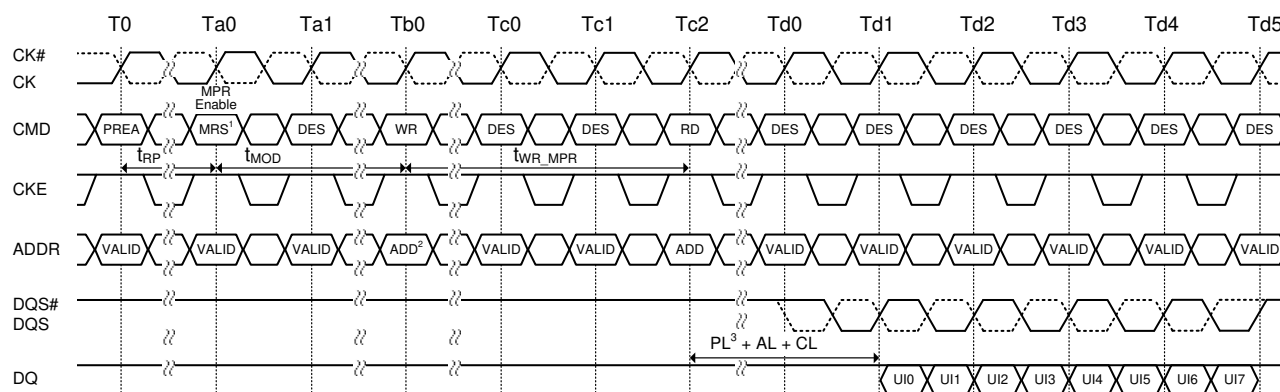 T0 Ta0 Ta1 Tb0 Tc0 Tc1 Tc2 Td0 Td1 Td2 Td3 Td4 Td5
CK#
CK
MPR
Enable
CMD PREA MRS¹ DES WR DES DES RD DES DES DES DES DES DES
tRP tMOD tWR_MPR
CKE
ADDR VALID VALID VALID ADD² VALID VALID ADD VALID VALID VALID VALID VALID VALID
DQS#
DQS
PL³ + AL + CL
DQ UI0 UI1 UI2 UI3 UI4 UI5 UI6 UI7